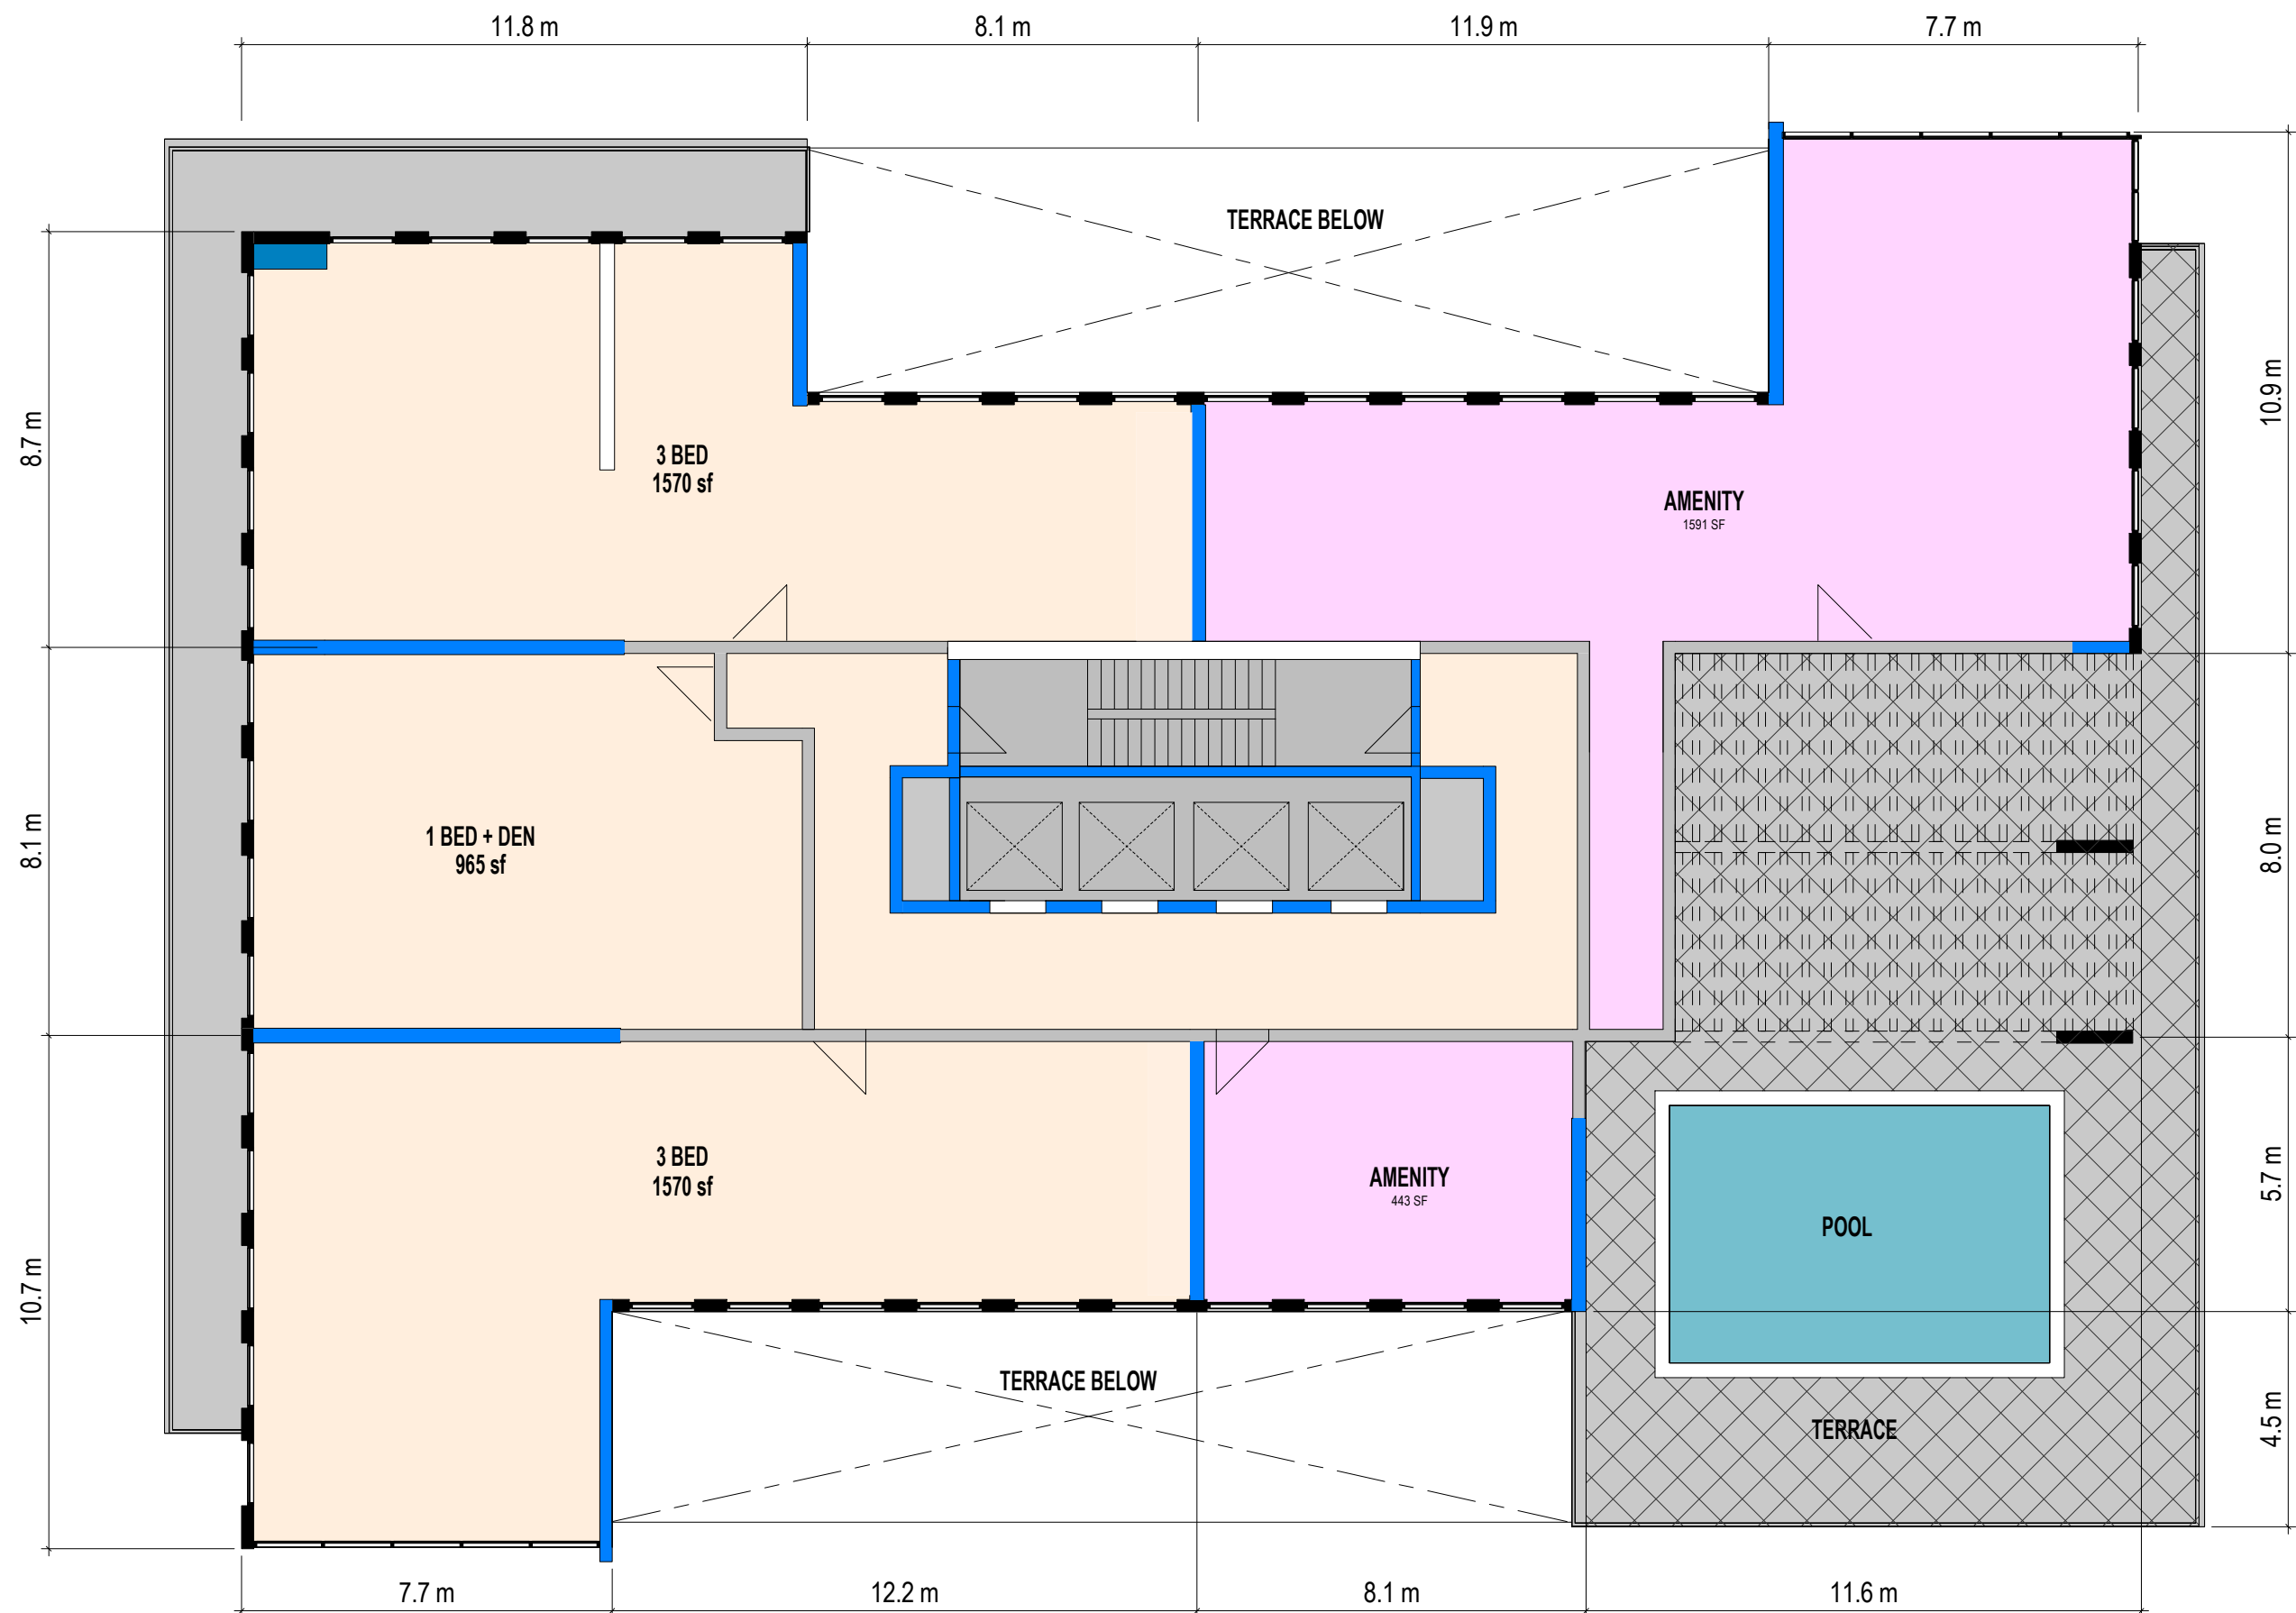 11.8 m
8.1 m
11.9 m
7.7 m
TERRACE BELOW
10.9 m
8.7 m
3 BED
1570 sf
AMENITY
1591 SF
8.1 m
1 BED + DEN
965 sf
8.0 m
3 BED
1570 sf
AMENITY
443 SF
5.7 m
POOL
10.7 m
TERRACE BELOW
TERRACE
4.5 m
7.7 m
12.2 m
8.1 m
11.6 m